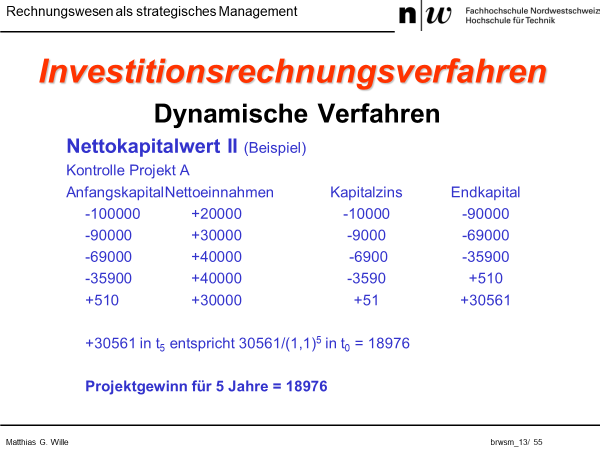 Rechnungswesen als strategisches Management
n|w Fachhochschule Nordwestschweiz
Hochschule für Technik
Investitionsrechnungsverfahren
Dynamische Verfahren
Nettokapitalwert II (Beispiel)
Kontrolle Projekt A
Anfangskapital Nettoeinnahmen Kapitalzins Endkapital
-100000 +20000 -10000 -90000
-90000 +30000 -9000 -69000
-69000 +40000 -6900 -35900
-35900 +40000 -3590 +510
+510 +30000 +51 +30561
+30561 in t₅ entspricht 30561/(1,1)⁵ in t₀ = 18976
Projektgewinn für 5 Jahre = 18976
Matthias G. Wille brwsm_13/ 55